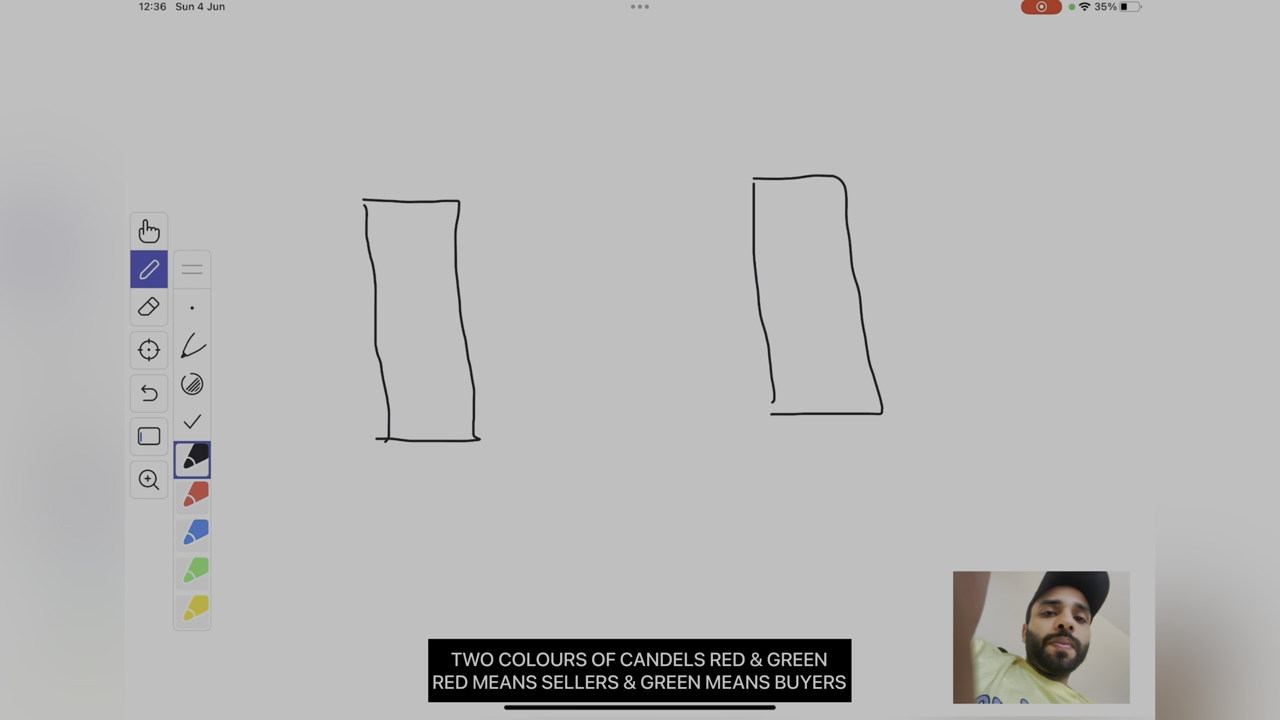 12:36 Sun 4 Jun
35%
TWO COLOURS OF CANDELS RED & GREEN
RED MEANS SELLERS & GREEN MEANS BUYERS